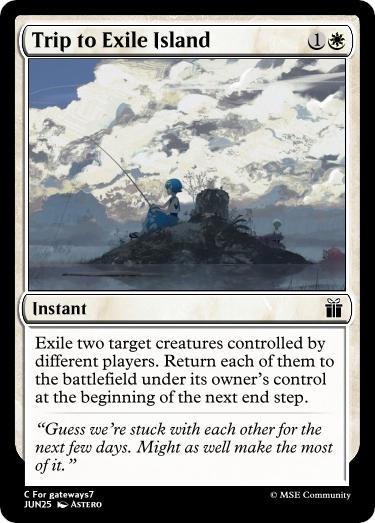 Trip to Exile Island 1
Instant
Exile two target creatures controlled by
different players. Return each of them to
the battlefield under its owner's control
at the beginning of the next end step.
“Guess we're stuck with each other for the
next few days. Might as well make the most
of it.”
C For gateways7
JUN25 ASTERO
© MSE Community